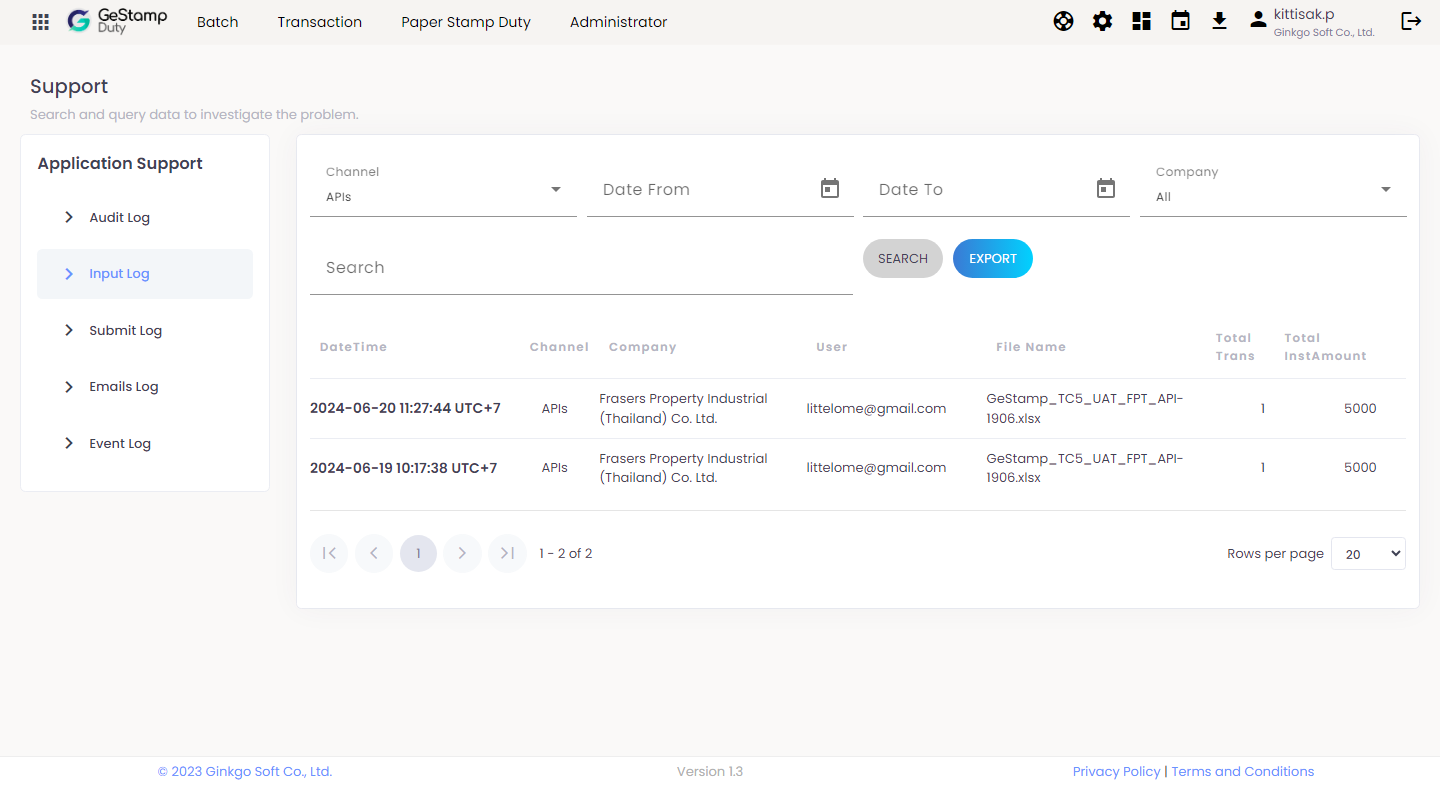 GeStamp
Duty
Batch
Transaction
Paper Stamp Duty
Administrator
kittisak.p
Ginkgo Soft Co., Ltd.
Support
Search and query data to investigate the problem.
Application Support
Audit Log
Input Log
Submit Log
Emails Log
Event Log
Channel
APIs
Date From
Date To
Company
All
Search
SEARCH
EXPORT
DateTime Channel Company User File Name Total Trans Total InstAmount
2024-06-20 11:27:44 UTC+7 APIs Frasers Property Industrial (Thailand) Co. Ltd. littelome@gmail.com GeStamp_TC5_UAT_FPT_API-1906.xlsx 1 5000
2024-06-19 10:17:38 UTC+7 APIs Frasers Property Industrial (Thailand) Co. Ltd. littelome@gmail.com GeStamp_TC5_UAT_FPT_API-1906.xlsx 1 5000
1
1 - 2 of 2
Rows per page 20
© 2023 Ginkgo Soft Co., Ltd.
Version 1.3
Privacy Policy | Terms and Conditions